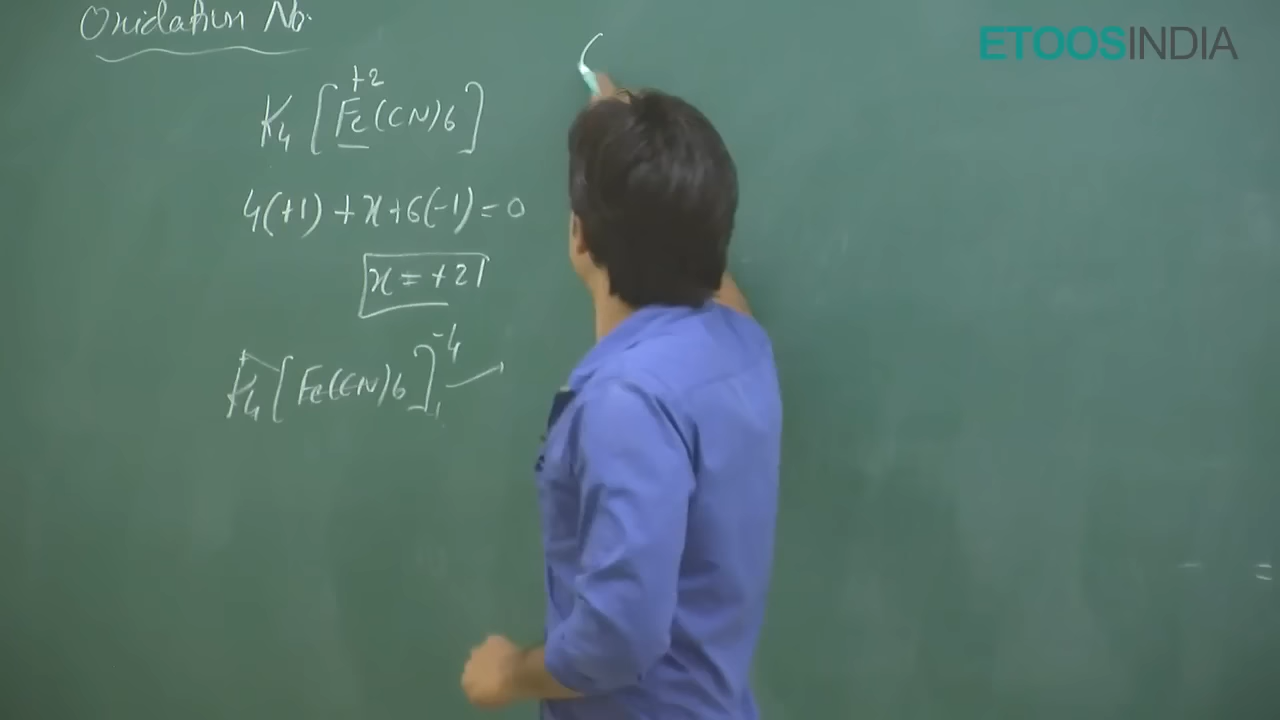 Oxidation No.
ETOOSINDIA
+2
K4 [Fe(CN)6]
4(+1) + x + 6(-1) = 0
x = +2
K4 [Fe(CN)6]-4